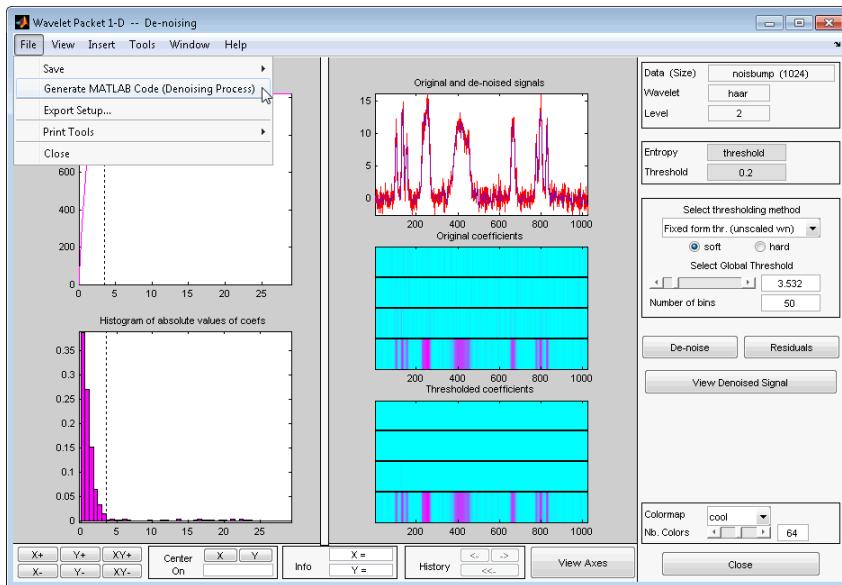 Wavelet Packet 1-D -- De-noising
File View Insert Tools Window Help
Save
Generate MATLAB Code (Denoising Process)
Export Setup...
Print Tools
Close
600
400
200
0
0 5 10 15 20 25
Histogram of absolute values of coefs
0.35
0.3
0.25
0.2
0.15
0.1
0.05
0
0 5 10 15 20 25
Original and de-noised signals
15
10
5
0
200 400 600 800 1000
Original coefficients
200 400 600 800 1000
Thresholded coefficients
200 400 600 800 1000
Data (Size) noisbump (1024)
Wavelet haar
Level 2
Entropy threshold
Threshold 0.2
Select thresholding method
Fixed form thr. (unscaled wn)
soft hard
Select Global Threshold
3.532
Number of bins 50
De-noise Residuals
View Denoised Signal
Colormap cool
Nb. Colors 64
Close
X+ Y+ XY+
X- Y- XY-
Center On X Y
Info X =
Y =
History <- ->
<<-
View Axes